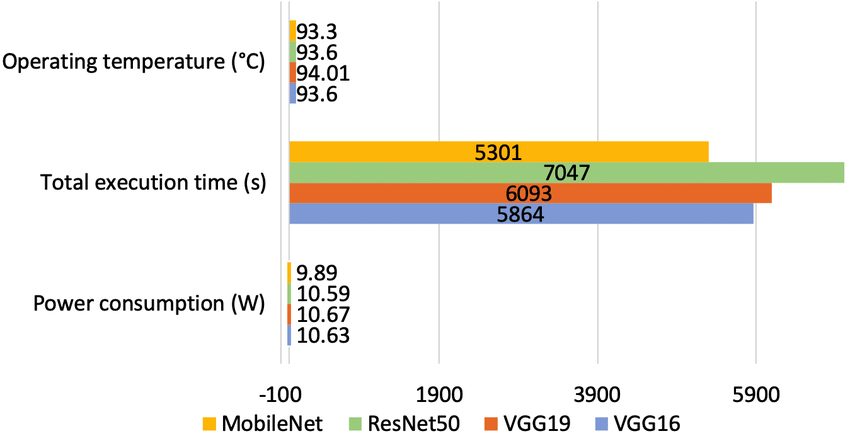 93.3
93.6
Operating temperature (°C)
94.01
93.6
5301
7047
Total execution time (s)
6093
5864
9.89
10.59
Power consumption (W)
10.67
10.63
-100 1900 3900 5900
MobileNet ResNet50 VGG19 VGG16